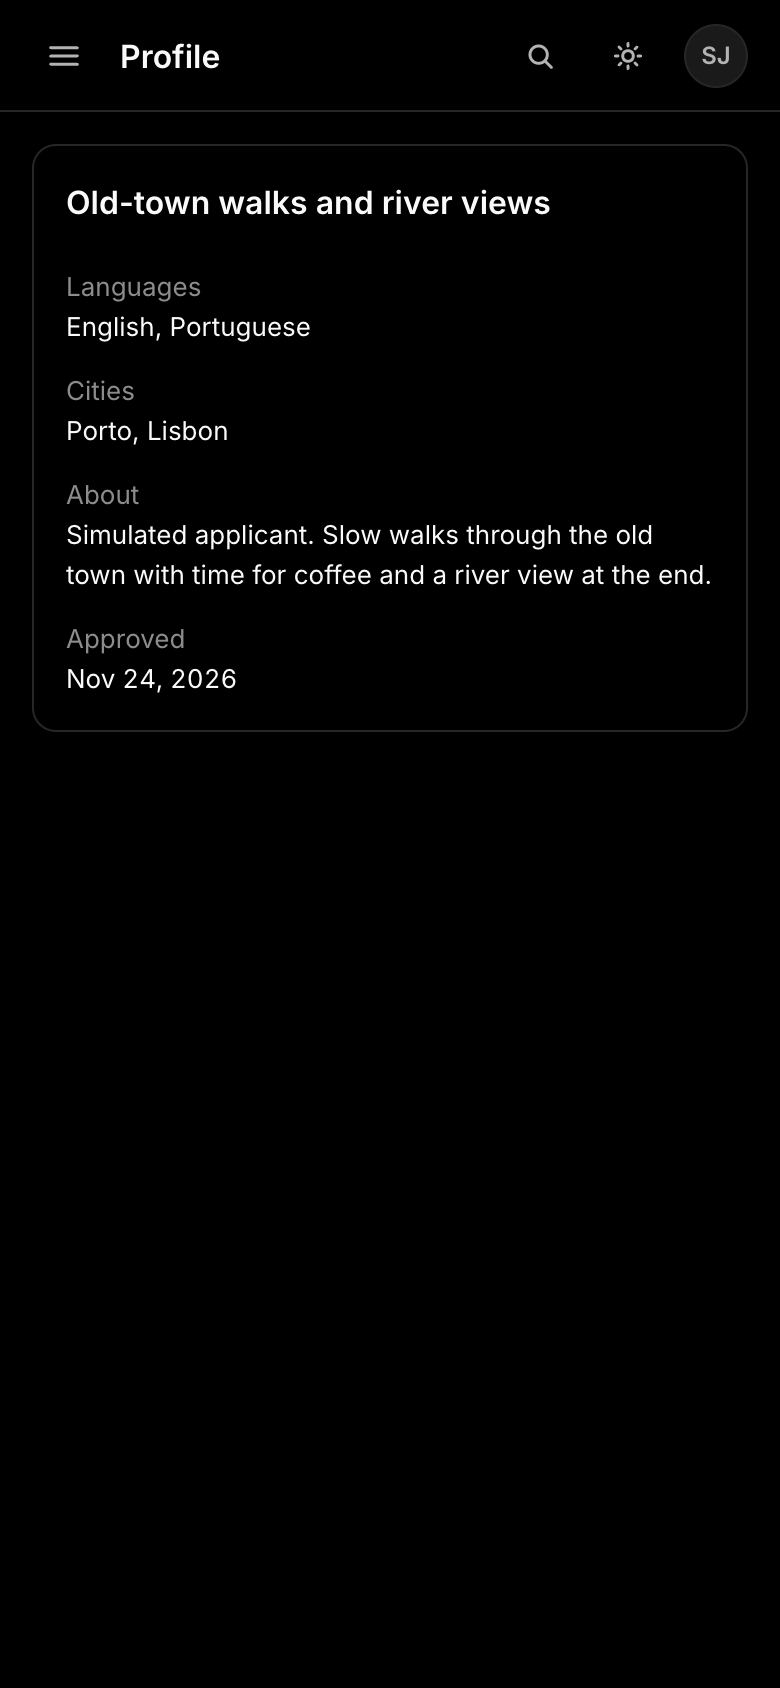 Profile
SJ
Old-town walks and river views
Languages
English, Portuguese
Cities
Porto, Lisbon
About
Simulated applicant. Slow walks through the old
town with time for coffee and a river view at the end.
Approved
Nov 24, 2026